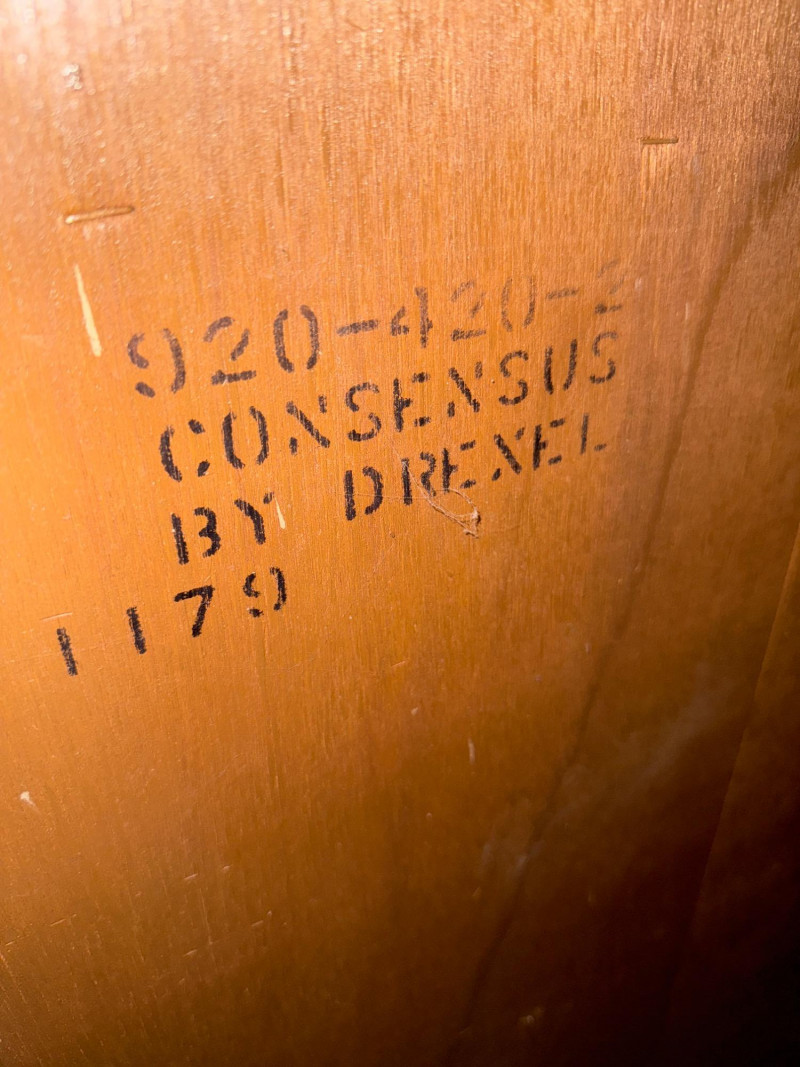 920-420-2
CONSENSUS
BY DREXEL
1179